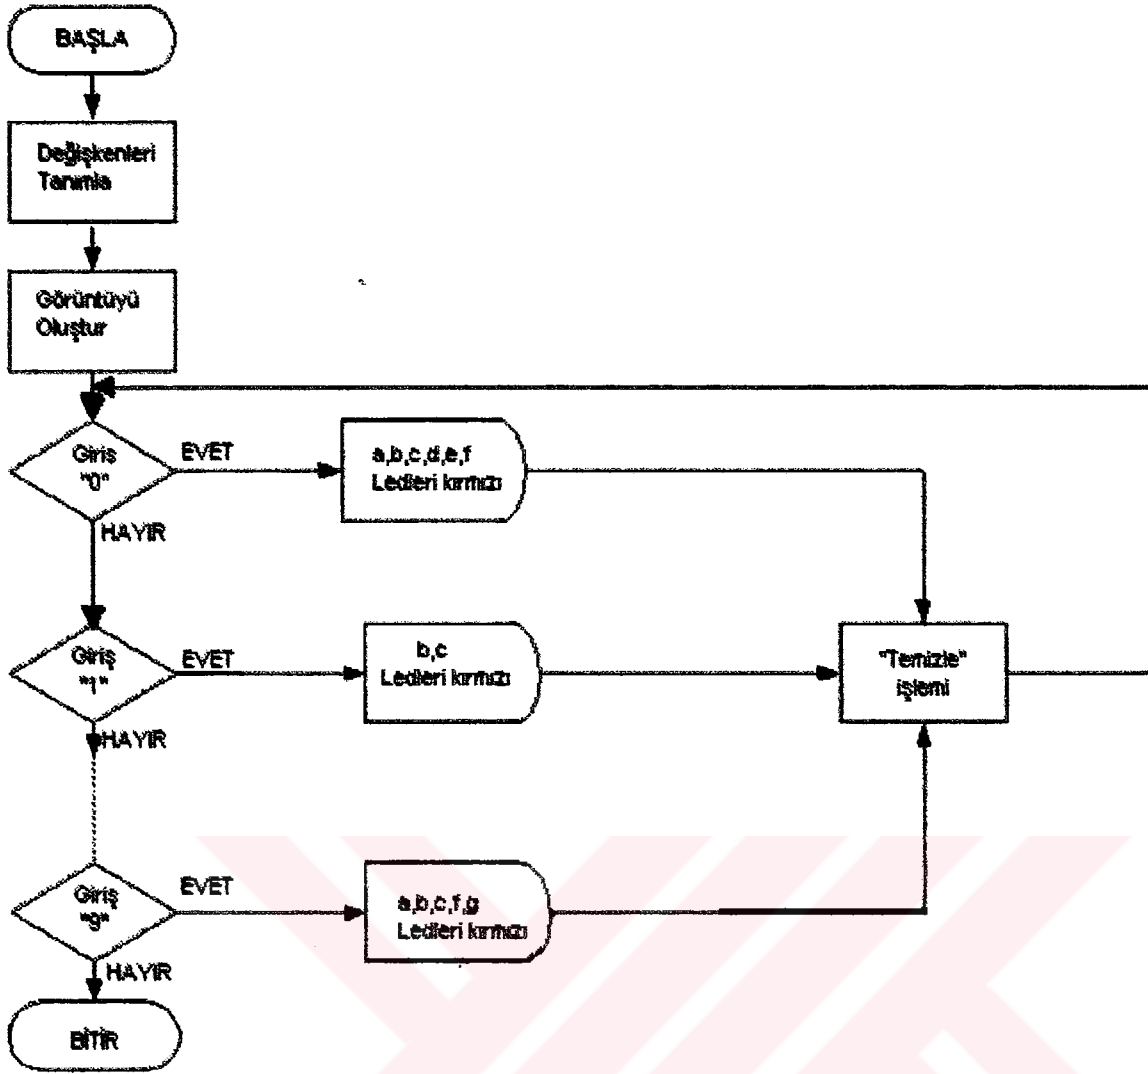 BAŞLA
Değişkenleri
Tanımla
Görüntüyü
Oluştur
Giriş
"0"
EVET
a,b,c,d,e,f
Ledleri kırmızı
HAYIR
Giriş
"1"
EVET
b,c
Ledleri kırmızı
"Temizle"
işlemi
HAYIR
Giriş
"9"
EVET
a,b,c,f,g
Ledleri kırmızı
HAYIR
BİTİR